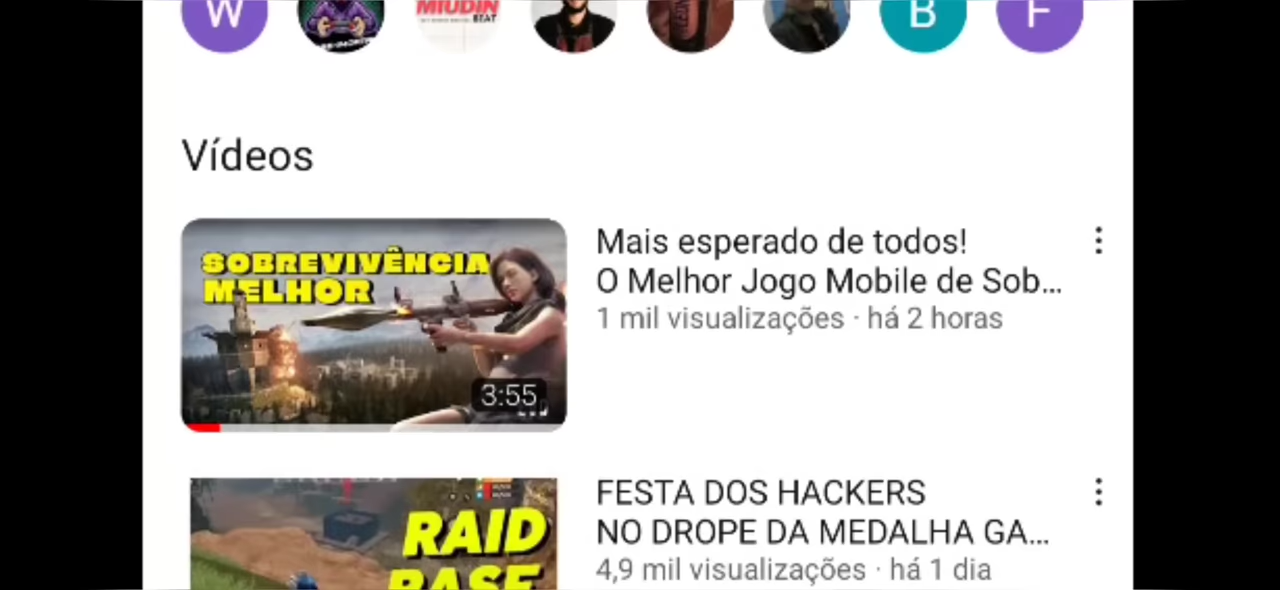 W
MIUDIN
BEAT
B
F
Vídeos
SOBREVIVÊNCIA
MELHOR
3:55
Mais esperado de todos!
O Melhor Jogo Mobile de Sob...
1 mil visualizações · há 2 horas
RAID
BASE
FESTA DOS HACKERS
NO DROPE DA MEDALHA GA...
4,9 mil visualizações · há 1 dia